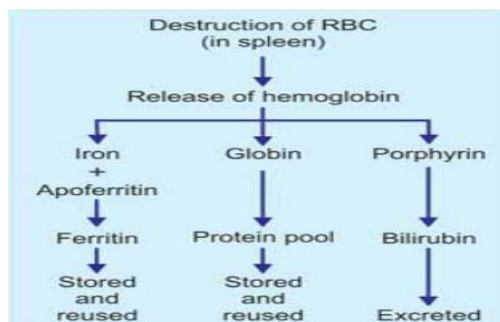 Destruction of RBC
(in spleen)
Release of hemoglobin
Iron
+
Apoferritin
Globin
Porphyrin
Ferritin
Protein pool
Bilirubin
Stored
and
reused
Stored
and
reused
Excreted